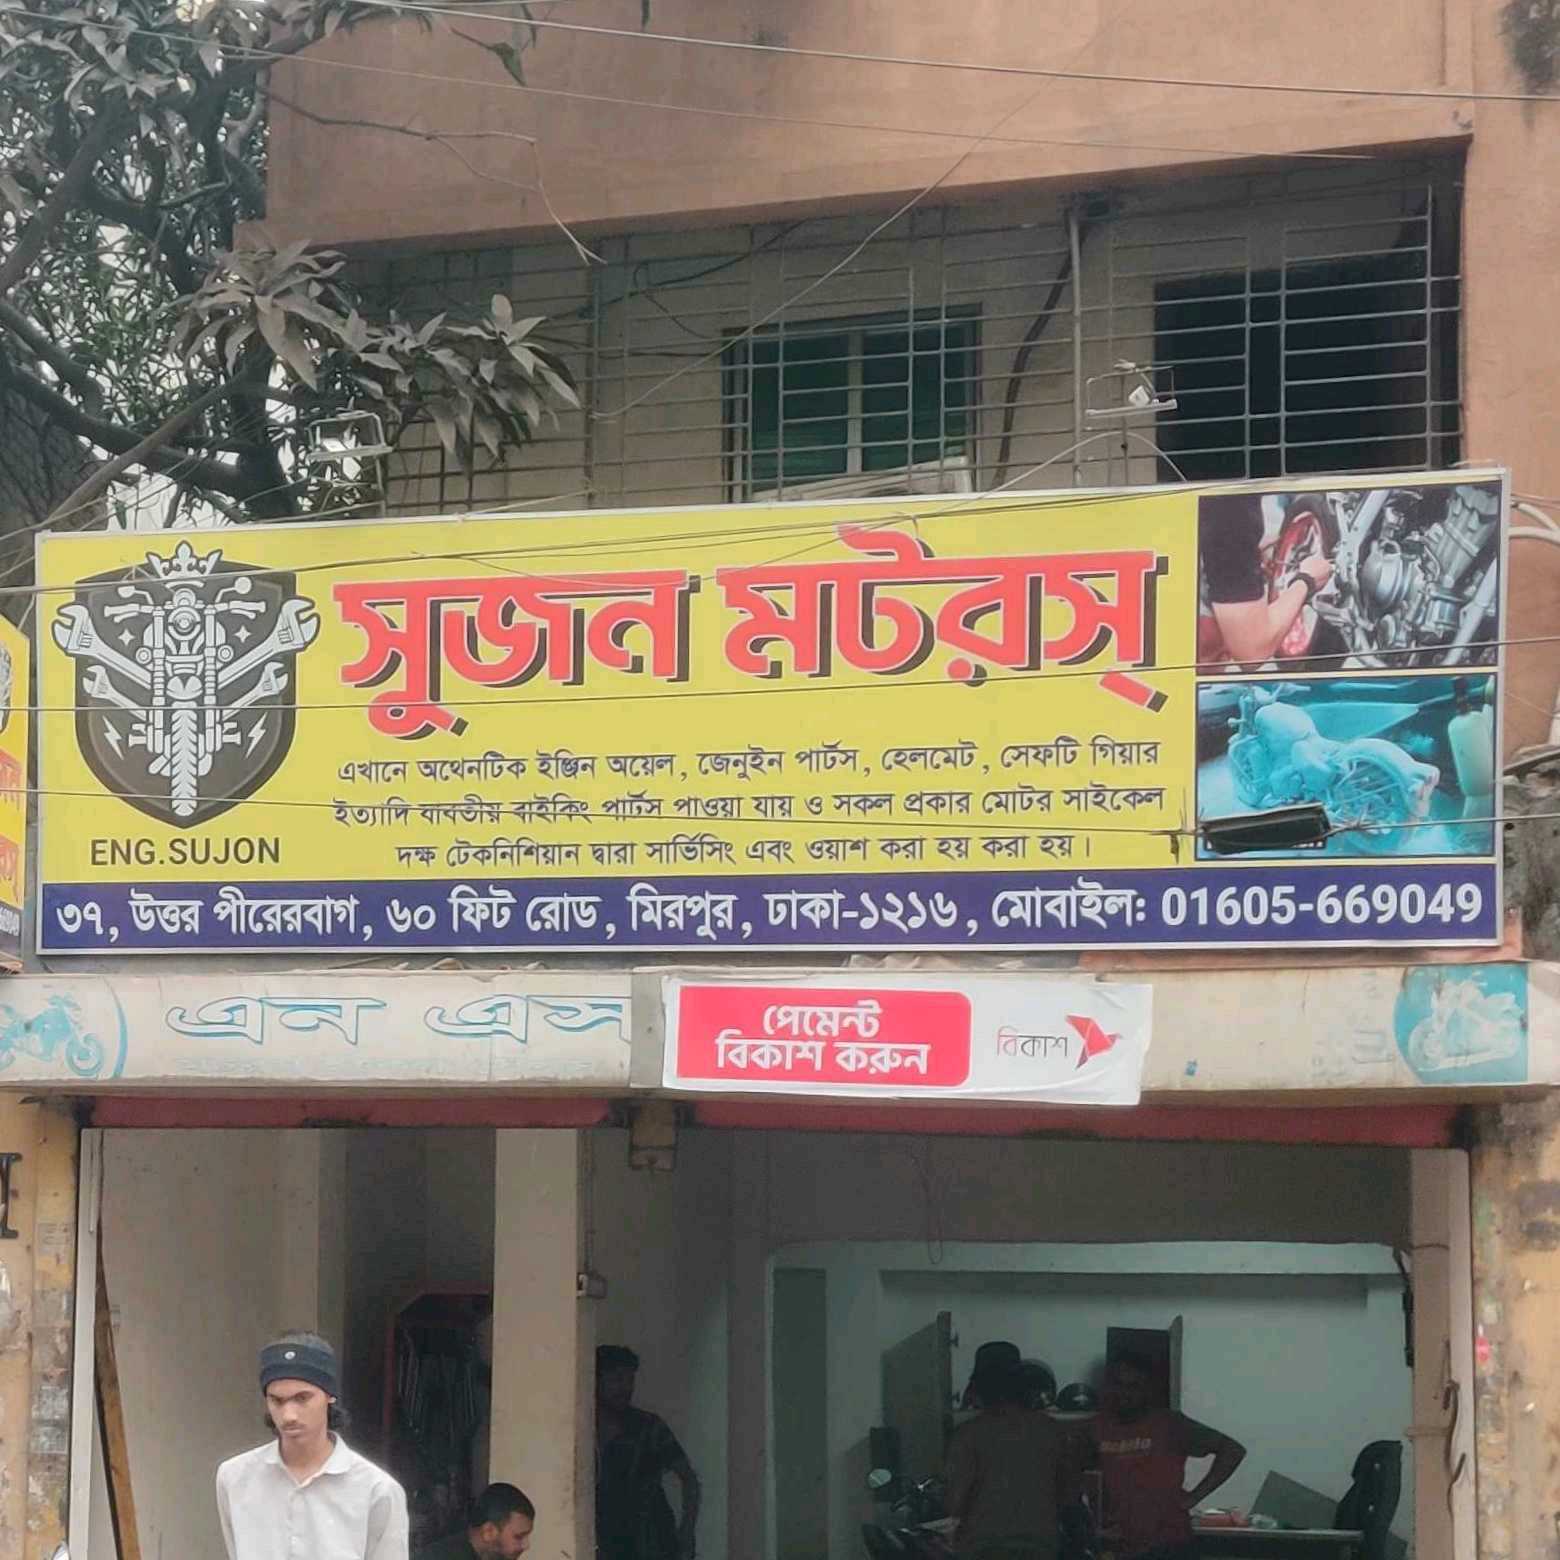 সুজন মটরস্
এখানে অথেনটিক ইঞ্জিন অয়েল, জেনুইন পার্টস, হেলমেট, সেফটি গিয়ার
ইত্যাদি যাবতীয় বাইকিং পার্টস পাওয়া যায় ও সকল প্রকার মোটর সাইকেল
দক্ষ টেকনিশিয়ান দ্বারা সার্ভিসিং এবং ওয়াশ করা হয় করা হয়।
ENG.SUJON
৩৭, উত্তর পীরেরবাগ, ৬০ ফিট রোড, মিরপুর, ঢাকা-১২১৬, মোবাইলঃ 01605-669049
এন এস
পেমেন্ট
বিকাশ করুন
বিকাশ